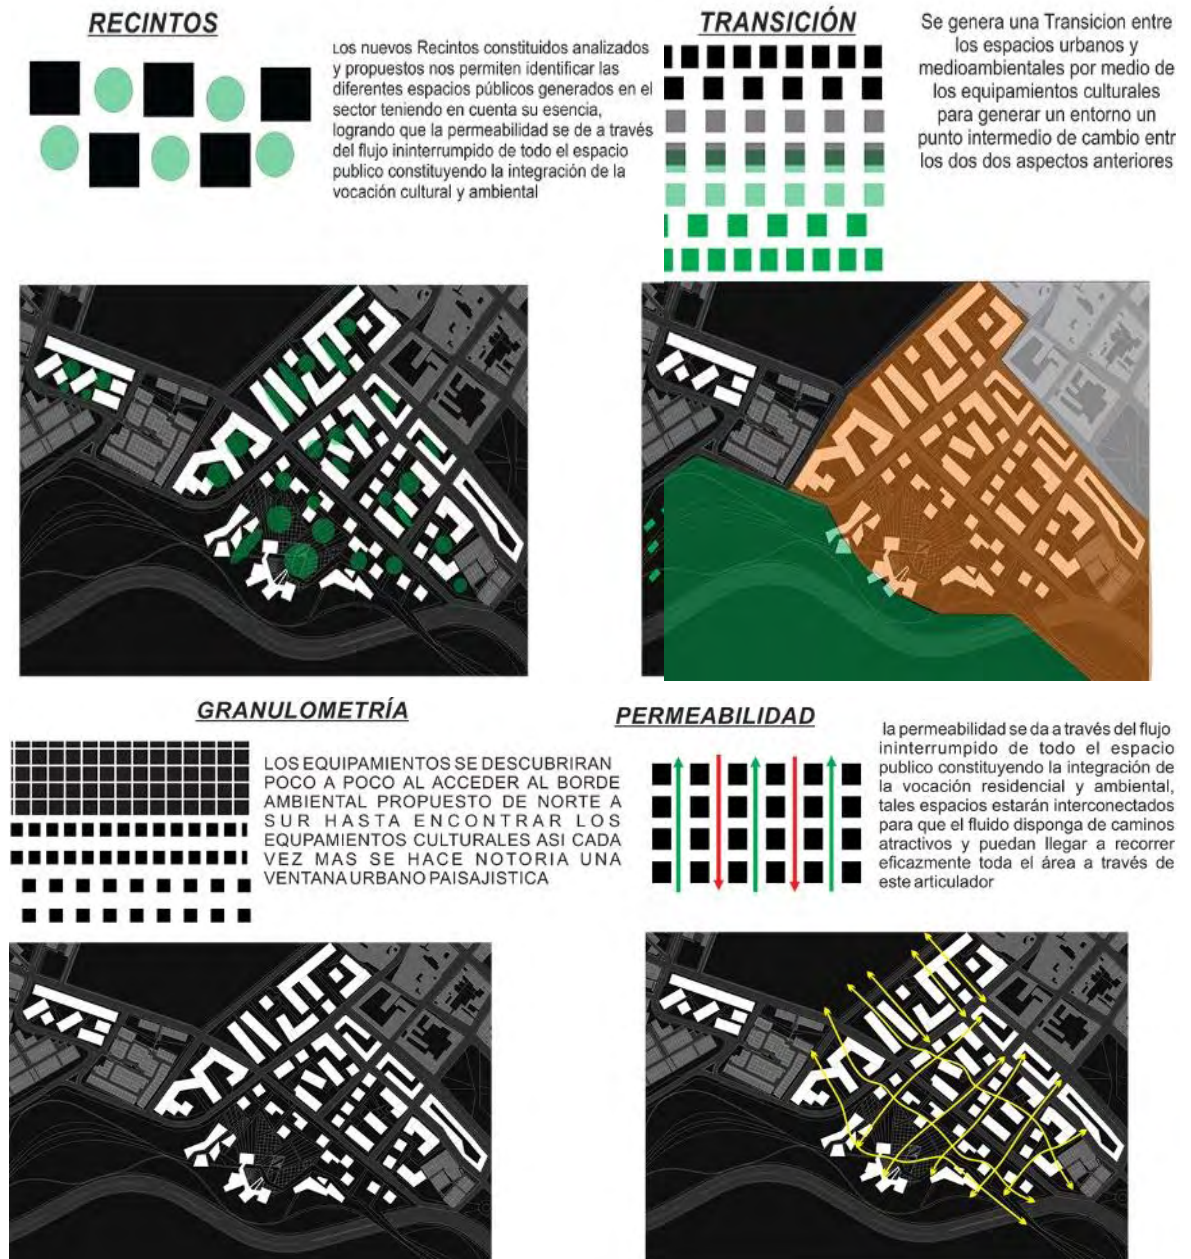 RECINTOS
Los nuevos Recintos constituidos analizados
y propuestos nos permiten identificar las
diferentes espacios públicos generados en el
sector teniendo en cuenta su esencia,
logrando que la permeabilidad se de a través
del flujo ininterrumpido de todo el espacio
publico constituyendo la integración de la
vocación cultural y ambiental
TRANSICIÓN
Se genera una Transicion entre
los espacios urbanos y
medioambientales por medio de
los equipamientos culturales
para generar un entorno un
punto intermedio de cambio entr
los dos dos aspectos anteriores
GRANULOMETRÍA
LOS EQUIPAMIENTOS SE DESCUBRIRAN
POCO A POCO AL ACCEDER AL BORDE
AMBIENTAL PROPUESTO DE NORTE A
SUR HASTA ENCONTRAR LOS
EQUPAMIENTOS CULTURALES ASI CADA
VEZ MAS SE HACE NOTORIA UNA
VENTANA URBANO PAISAJISTICA
PERMEABILIDAD
la permeabilidad se da a través del flujo
ininterrumpido de todo el espacio
publico constituyendo la integración de
la vocación residencial y ambiental,
tales espacios estarán interconectados
para que el fluido disponga de caminos
atractivos y puedan llegar a recorrer
eficazmente toda el área a través de
este articulador